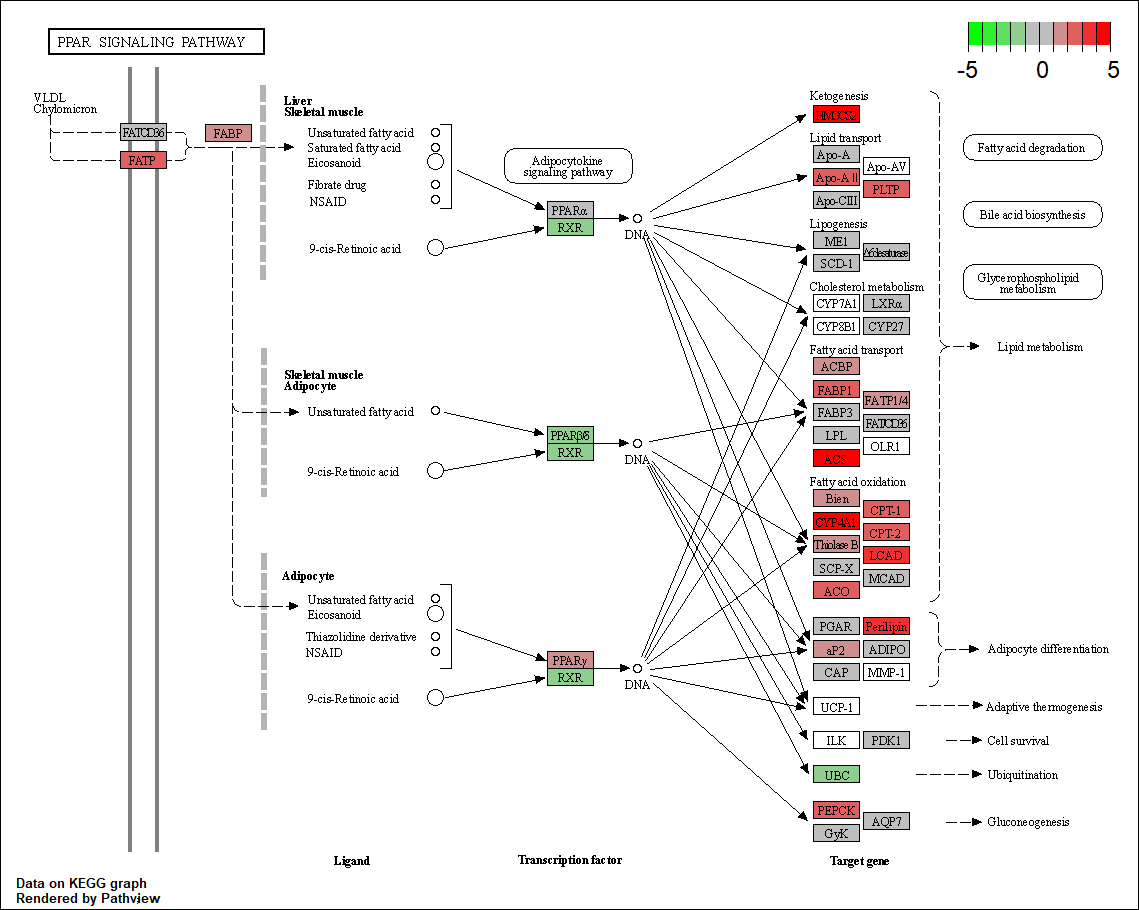 PPAR SIGNALING PATHWAY
-5 0 5
VLDL
Chylomicron
FAT/CD36
FATP
FABP
Liver
Skeletal muscle
Unsaturated fatty acid
Saturated fatty acid
Eicosanoid
Fibrate drug
NSAID
9-cis-Retinoic acid
Adipocytokine
signaling pathway
PPARα
RXR
DNA
Skeletal muscle
Adipocyte
Unsaturated fatty acid
9-cis-Retinoic acid
PPARβ/δ
RXR
DNA
Adipocyte
Unsaturated fatty acid
Eicosanoid
Thiazolidine derivative
NSAID
9-cis-Retinoic acid
PPARγ
RXR
DNA
Ketogenesis
HMGCS2
Lipid transport
Apo-A
Apo-AV
Apo-A II
PLTP
Apo-CIII
Lipogenesis
ME1
Δ6desaturase
SCD-1
Cholesterol metabolism
CYP7A1
LXRα
CYP8B1
CYP27
Fatty acid transport
ACBP
FABP1
FATP1/4
FABP3
FAT/CD36
LPL
OLR1
ACS
Fatty acid oxidation
Bien
CPT-1
CYP4A1
CPT-2
Thiolase B
LCAD
SCP-X
MCAD
ACO
PGAR
Perilipin
aP2
ADIPO
CAP
MMP-1
UCP-1
ILK
PDK1
UBC
PEPCK
AQP7
GyK
Fatty acid degradation
Bile acid biosynthesis
Glycerophospholipid
metabolism
Lipid metabolism
Adipocyte differentiation
Adaptive thermogenesis
Cell survival
Ubiquitination
Gluconeogenesis
Ligand
Transcription factor
Target gene
Data on KEGG graph
Rendered by Pathview